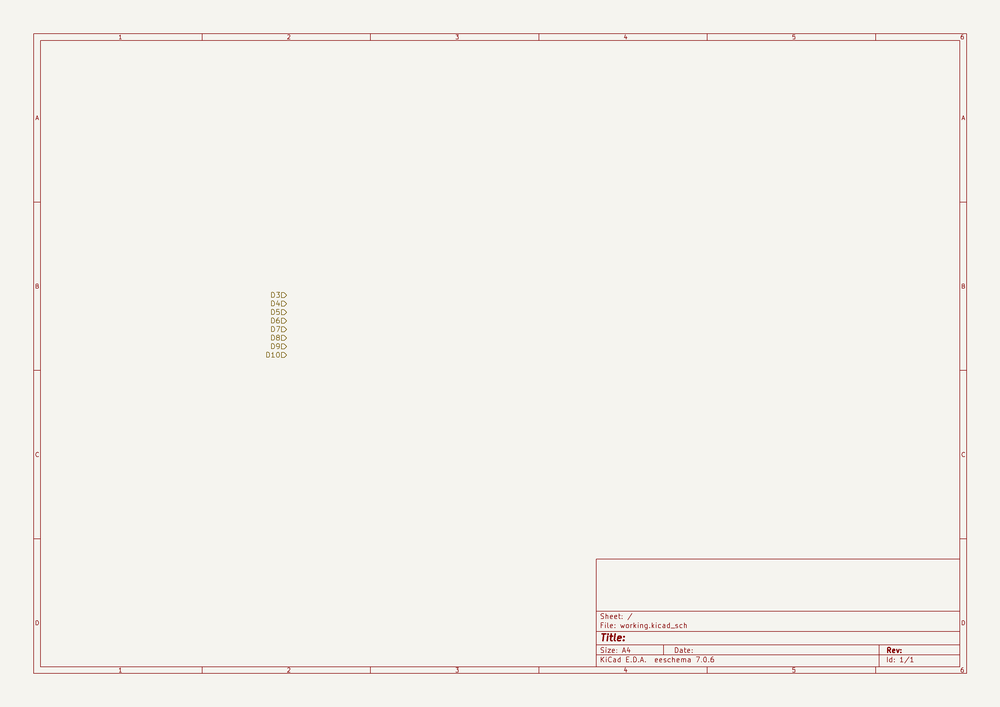 1 2 3 4 5 6
A A
D3
D4
B B
D5
D6
D7
D8
D9
D10
C C
Sheet: /
File: working.kicad_sch
D D
Title:
Size: A4 Date: Rev:
KiCad E.D.A. eeschema 7.0.6 Id: 1/1
1 2 3 4 5 6